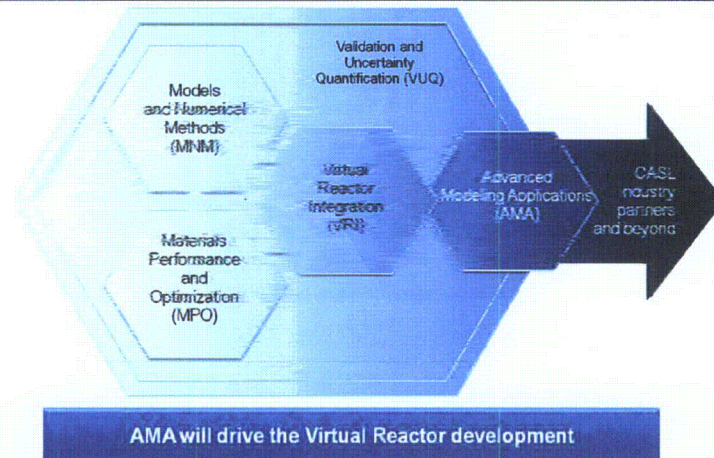 Validation and
Uncertainty
Quantification (VUQ)
Models
and Numerical
Methods
(MNM)
Virtual
Reactor
Integration
(VRI)
Advanced
Modeling Applications
(AMA)
CASL
industry
partners
and beyond
Materials
Performance
and
Optimization
(MPO)
AMA will drive the Virtual Reactor development